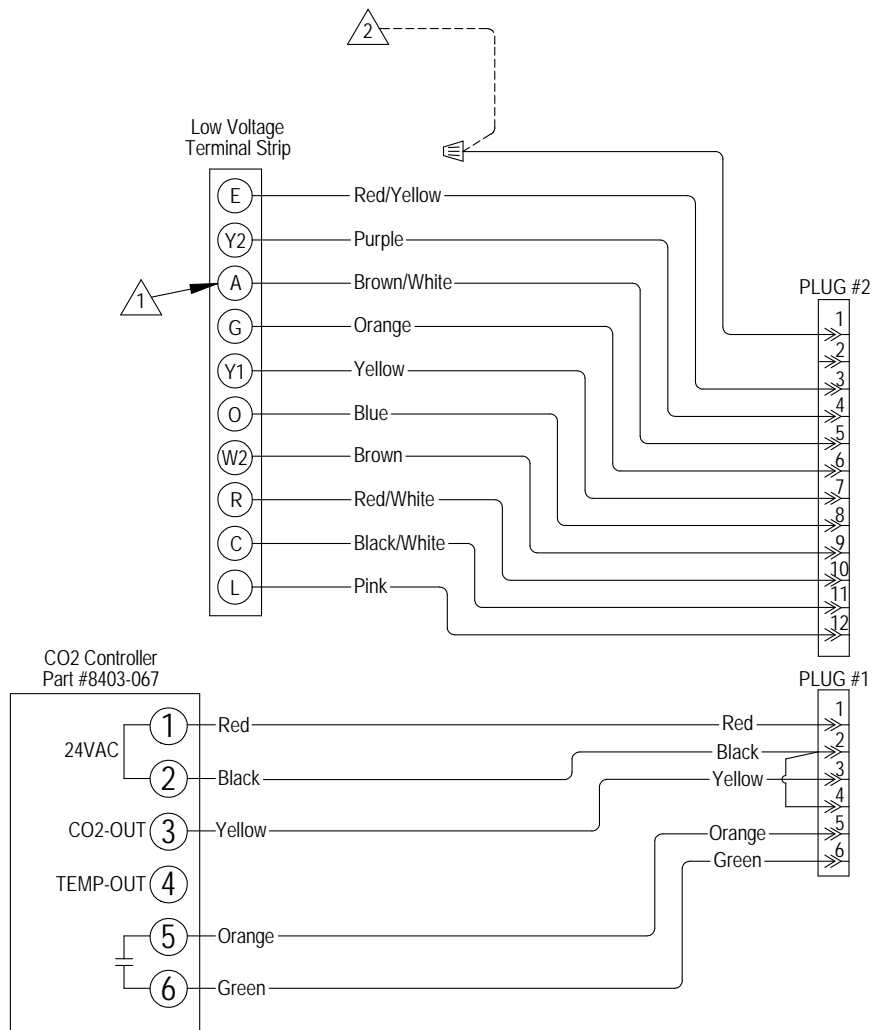 2
Low Voltage
Terminal Strip
E Red/Yellow
Y2 Purple
1
A Brown/White
G Orange
Y1 Yellow
O Blue
W2 Brown
R Red/White
C Black/White
L Pink
PLUG #2
1
2
3
4
5
6
7
8
9
10
11
12
CO2 Controller
Part #8403-067
24VAC
1 Red
2 Black
CO2-OUT 3 Yellow
TEMP-OUT 4
5 Orange
6 Green
PLUG #1
Red 1
Black 2
Yellow 3
4
Orange 5
Green 6